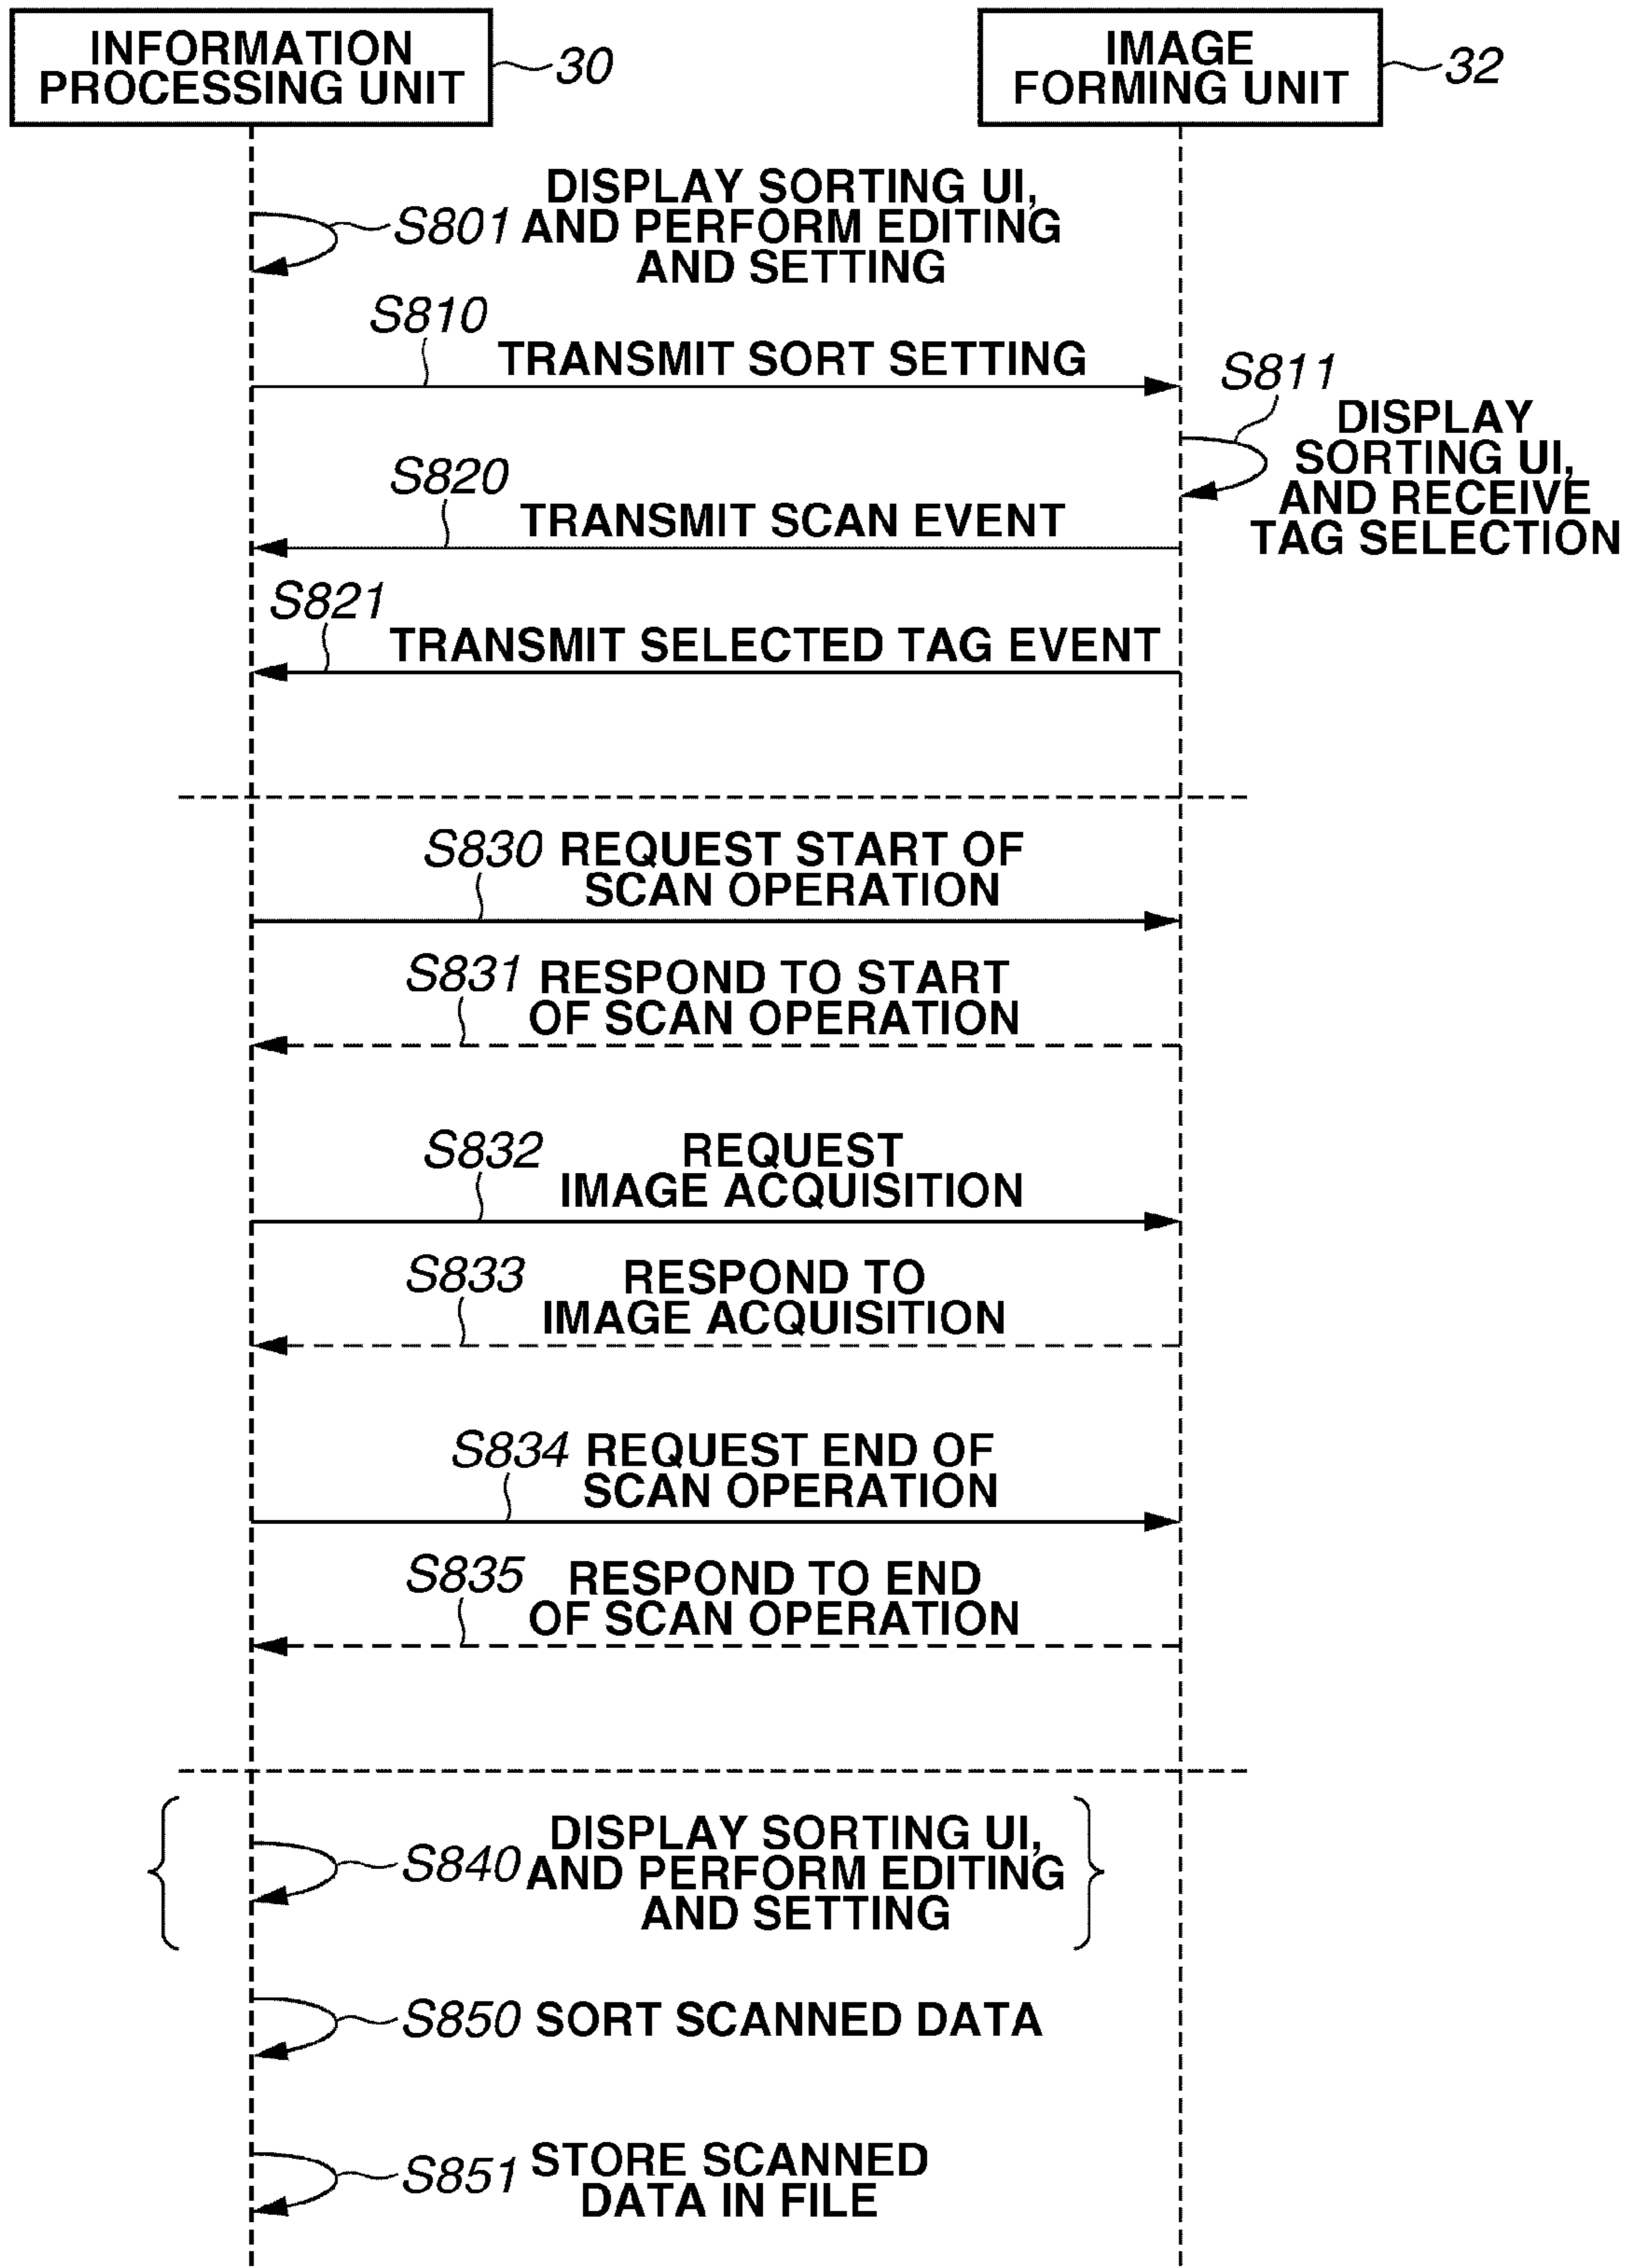 INFORMATION
PROCESSING UNIT
30
IMAGE
FORMING UNIT
32
S801
DISPLAY SORTING UI,
AND PERFORM EDITING
AND SETTING
S810
TRANSMIT SORT SETTING
S811
DISPLAY
SORTING UI,
AND RECEIVE
TAG SELECTION
S820
TRANSMIT SCAN EVENT
S821
TRANSMIT SELECTED TAG EVENT
S830
REQUEST START OF
SCAN OPERATION
S831
RESPOND TO START
OF SCAN OPERATION
S832
REQUEST
IMAGE ACQUISITION
S833
RESPOND TO
IMAGE ACQUISITION
S834
REQUEST END OF
SCAN OPERATION
S835
RESPOND TO END
OF SCAN OPERATION
S840
DISPLAY SORTING UI,
AND PERFORM EDITING
AND SETTING
S850
SORT SCANNED DATA
S851
STORE SCANNED
DATA IN FILE